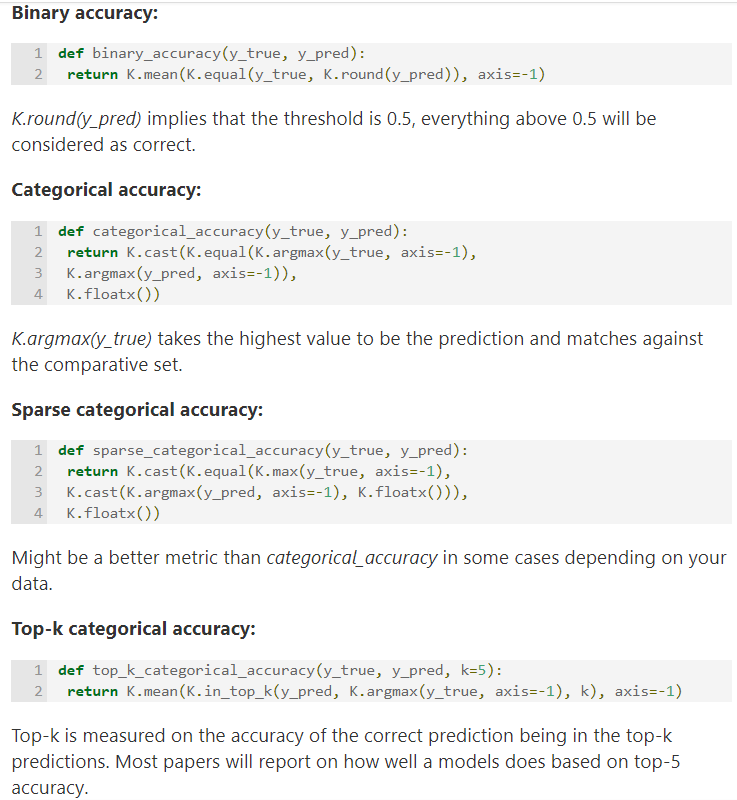 Binary accuracy:
1 def binary_accuracy(y_true, y_pred):
2 return K.mean(K.equal(y_true, K.round(y_pred)), axis=-1)
K.round(y_pred) implies that the threshold is 0.5, everything above 0.5 will be
considered as correct.
Categorical accuracy:
1 def categorical_accuracy(y_true, y_pred):
2 return K.cast(K.equal(K.argmax(y_true, axis=-1),
3 K.argmax(y_pred, axis=-1)),
4 K.floatx())
K.argmax(y_true) takes the highest value to be the prediction and matches against
the comparative set.
Sparse categorical accuracy:
1 def sparse_categorical_accuracy(y_true, y_pred):
2 return K.cast(K.equal(K.max(y_true, axis=-1),
3 K.cast(K.argmax(y_pred, axis=-1), K.floatx())),
4 K.floatx())
Might be a better metric than categorical_accuracy in some cases depending on your
data.
Top-k categorical accuracy:
1 def top_k_categorical_accuracy(y_true, y_pred, k=5):
2 return K.mean(K.in_top_k(y_pred, K.argmax(y_true, axis=-1), k), axis=-1)
Top-k is measured on the accuracy of the correct prediction being in the top-k
predictions. Most papers will report on how well a models does based on top-5
accuracy.